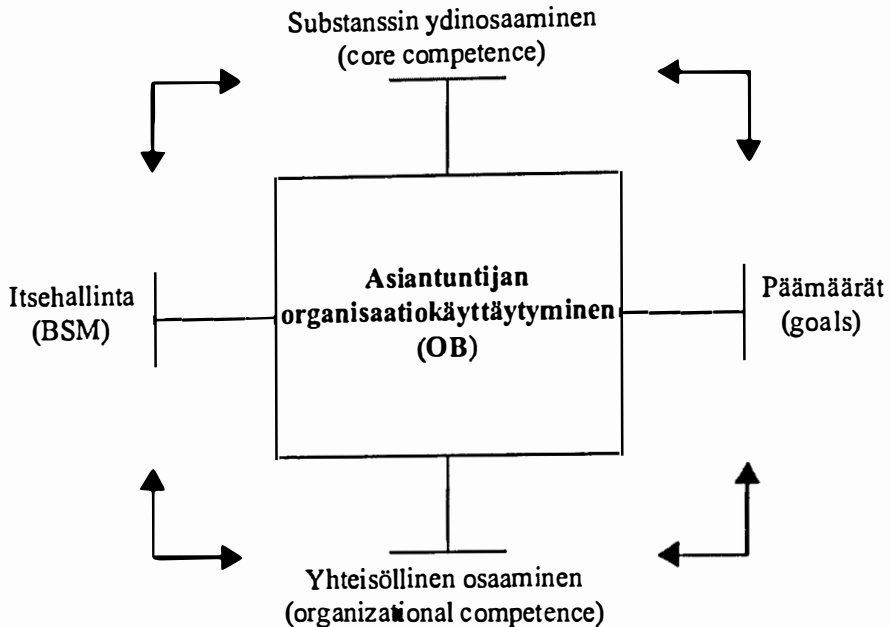 Substanssin ydinosaaminen
(core competence)
Itsehallinta
(BSM)
Asiantuntijan
organisaatiokäyttäytyminen
(OB)
Päämäärät
(goals)
Yhteisöllinen osaaminen
(organizational competence)